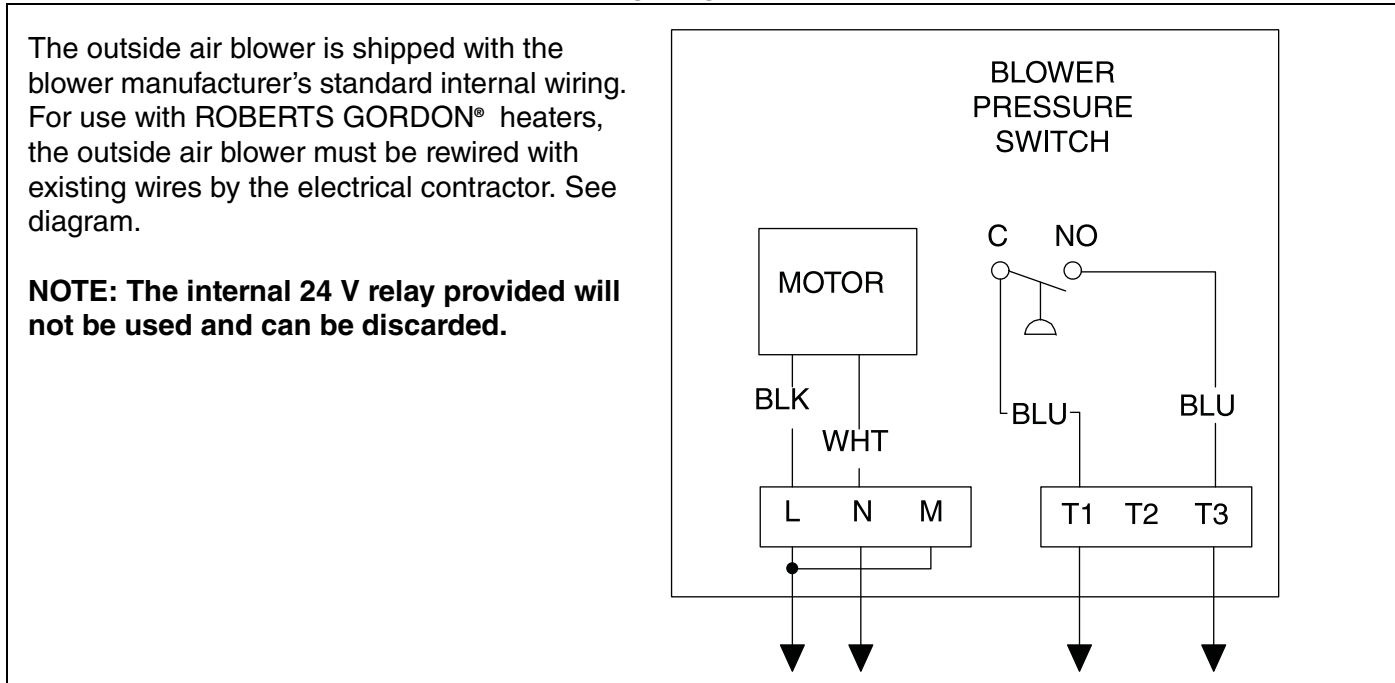 The outside air blower is shipped with the
blower manufacturer’s standard internal wiring.
For use with ROBERTS GORDON® heaters,
the outside air blower must be rewired with
existing wires by the electrical contractor. See
diagram.
NOTE: The internal 24 V relay provided will
not be used and can be discarded.
BLOWER
PRESSURE
SWITCH
C NO
MOTOR
BLK
WHT
BLU
BLU
L N M
T1 T2 T3